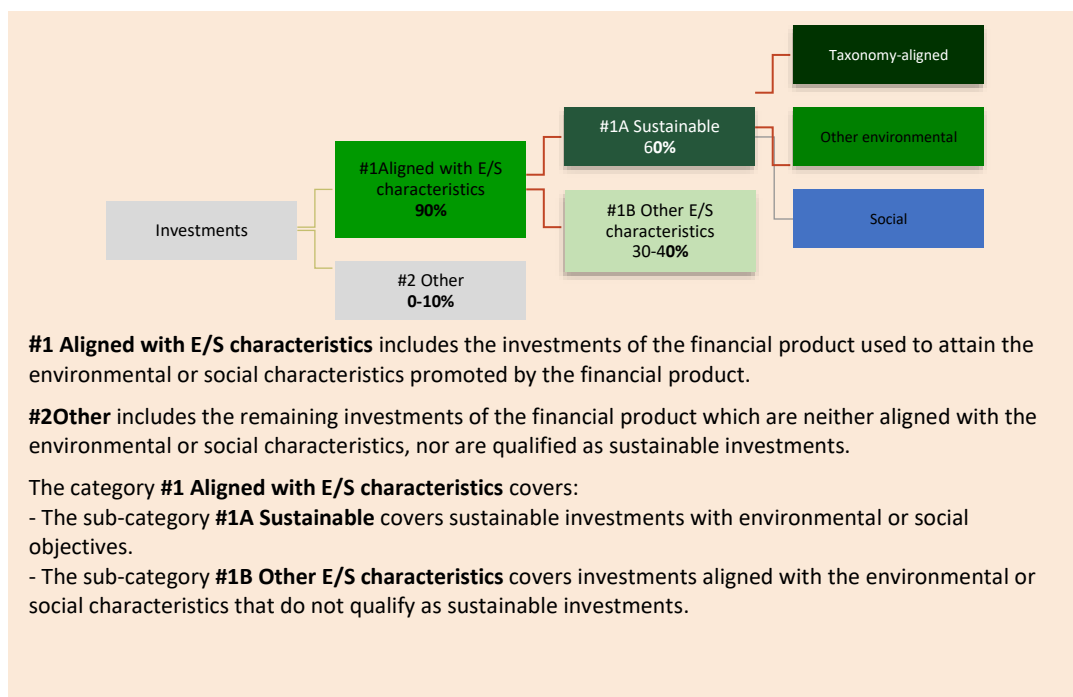 Taxonomy-aligned
#1A Sustainable
60%
Other environmental
#1Aligned with E/S
characteristics
90%
#1B Other E/S
characteristics
30-40%
Social
Investments
#2 Other
0-10%
#1 Aligned with E/S characteristics includes the investments of the financial product used to attain the
environmental or social characteristics promoted by the financial product.
#2Other includes the remaining investments of the financial product which are neither aligned with the
environmental or social characteristics, nor are qualified as sustainable investments.
The category #1 Aligned with E/S characteristics covers:
- The sub-category #1A Sustainable covers sustainable investments with environmental or social
objectives.
- The sub-category #1B Other E/S characteristics covers investments aligned with the environmental or
social characteristics that do not qualify as sustainable investments.